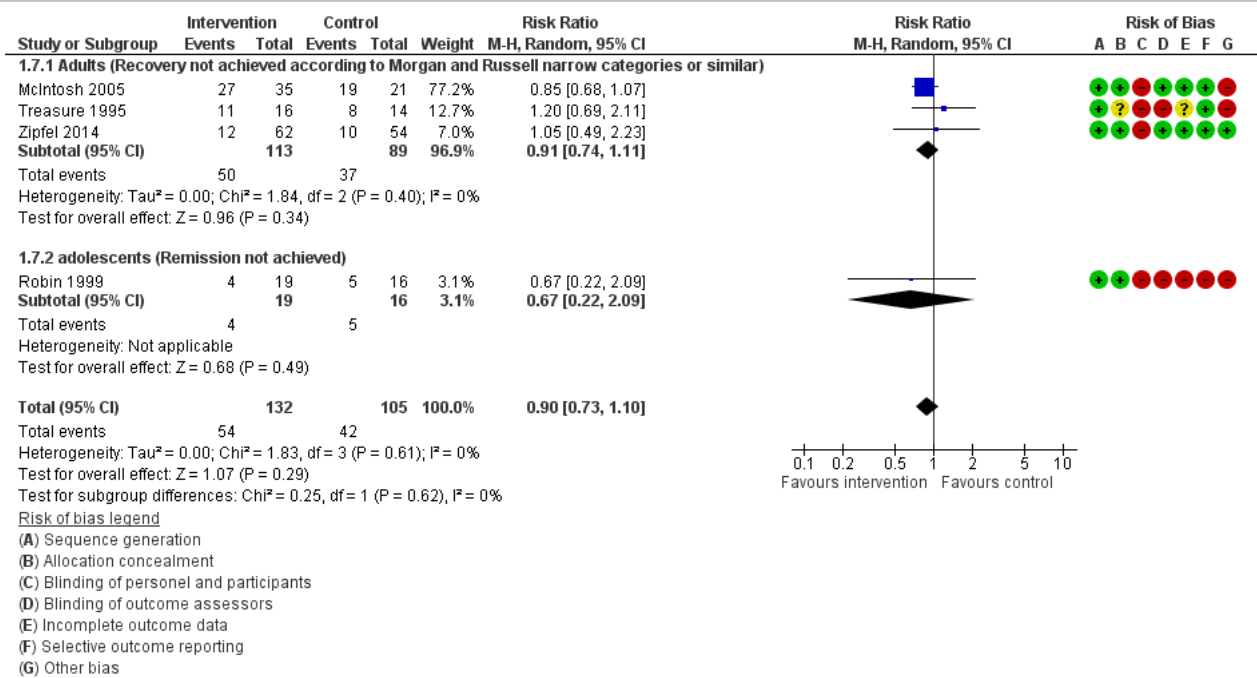 Intervention Control Risk Ratio Risk Ratio Risk of Bias
Study or Subgroup Events Total Events Total Weight M-H, Random, 95% CI M-H, Random, 95% CI A B C D E F G
1.7.1 Adults (Recovery not achieved according to Morgan and Russell narrow categories or similar)
McIntosh 2005 27 35 19 21 77.2% 0.85 [0.68, 1.07] + + - + + + -
Treasure 1995 11 16 8 14 12.7% 1.20 [0.69, 2.11] + ? - - ? + -
Zipfel 2014 12 62 10 54 7.0% 1.05 [0.49, 2.23] + + - + + + +
Subtotal (95% CI) 113 89 96.9% 0.91 [0.74, 1.11]
Total events 50 37
Heterogeneity: Tau² = 0.00; Chi² = 1.84, df = 2 (P = 0.40); I² = 0%
Test for overall effect: Z = 0.96 (P = 0.34)
1.7.2 adolescents (Remission not achieved)
Robin 1999 4 19 5 16 3.1% 0.67 [0.22, 2.09] + + - - - - -
Subtotal (95% CI) 19 16 3.1% 0.67 [0.22, 2.09]
Total events 4 5
Heterogeneity: Not applicable
Test for overall effect: Z = 0.68 (P = 0.49)
Total (95% CI) 132 105 100.0% 0.90 [0.73, 1.10]
Total events 54 42
Heterogeneity: Tau² = 0.00; Chi² = 1.83, df = 3 (P = 0.61); I² = 0%
0.1 0.2 0.5 1 2 5 10
Test for overall effect: Z = 1.07 (P = 0.29)
Favours intervention Favours control
Test for subgroup differences: Chi² = 0.25, df = 1 (P = 0.62), I² = 0%
Risk of bias legend
(A) Sequence generation
(B) Allocation concealment
(C) Blinding of personel and participants
(D) Blinding of outcome assessors
(E) Incomplete outcome data
(F) Selective outcome reporting
(G) Other bias